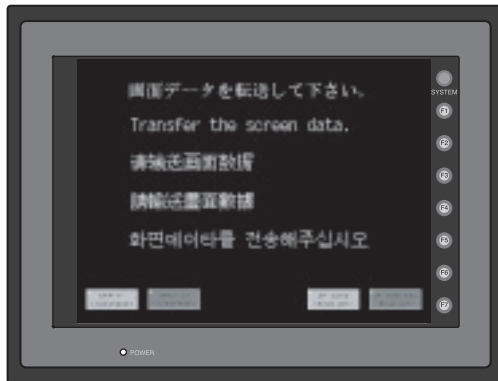 画面データを転送して下さい。
Transfer the screen data.
请输送画面数据
請輸送畫面數據
화면데이타를 전송해주십시오
SYSTEM
F1
F2
F3
F4
F5
F6
F7
POWER